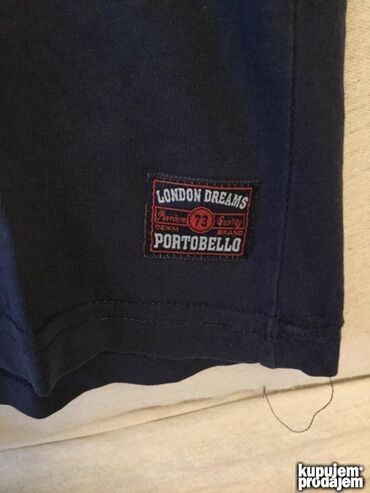 LONDON DREAMS
Premium 73 Quality
DENIM BRAND
PORTOBELLO
kupujem
prodajem